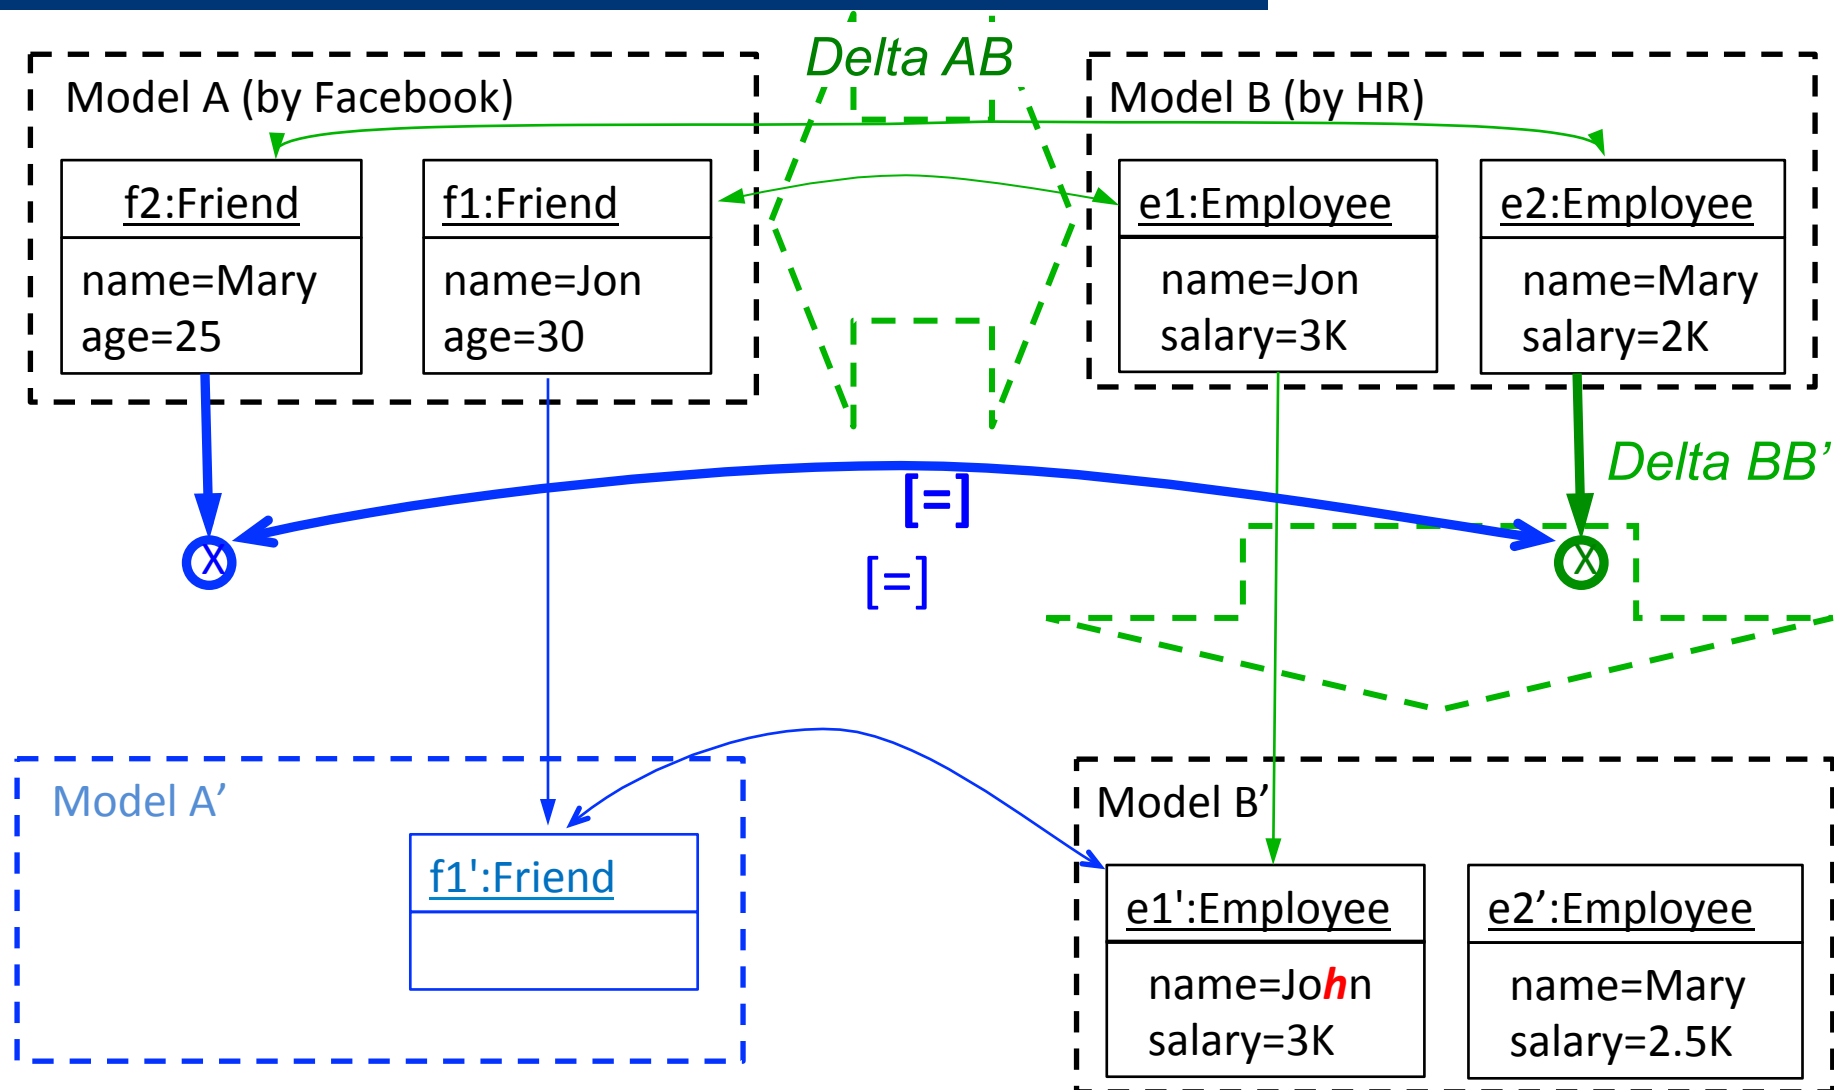 Delta AB
Model A (by Facebook)
Model B (by HR)
f2:Friend
name=Mary
age=25
f1:Friend
name=Jon
age=30
e1:Employee
name=Jon
salary=3K
e2:Employee
name=Mary
salary=2K
Delta BB’
[=]
X
X
[=]
Model A’
f1':Friend
Model B’
e1':Employee
name=John
salary=3K
e2’:Employee
name=Mary
salary=2.5K